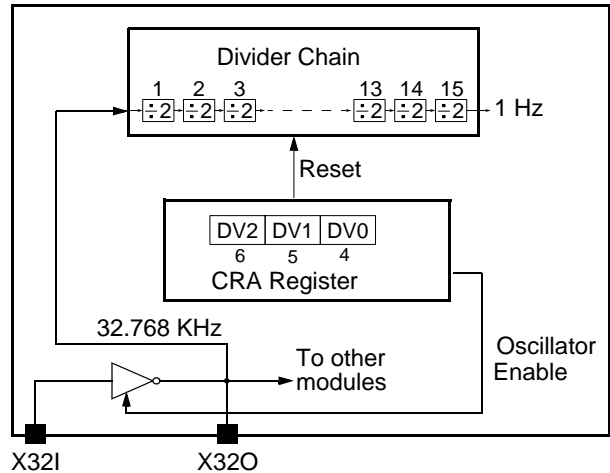 Divider Chain
1 2 3 13 14 15
÷2 ÷2 ÷2 ÷2 ÷2 ÷2 1 Hz
Reset
DV2 DV1 DV0
6 5 4
CRA Register
32.768 KHz
To other
modules
Oscillator
Enable
X32I X32O